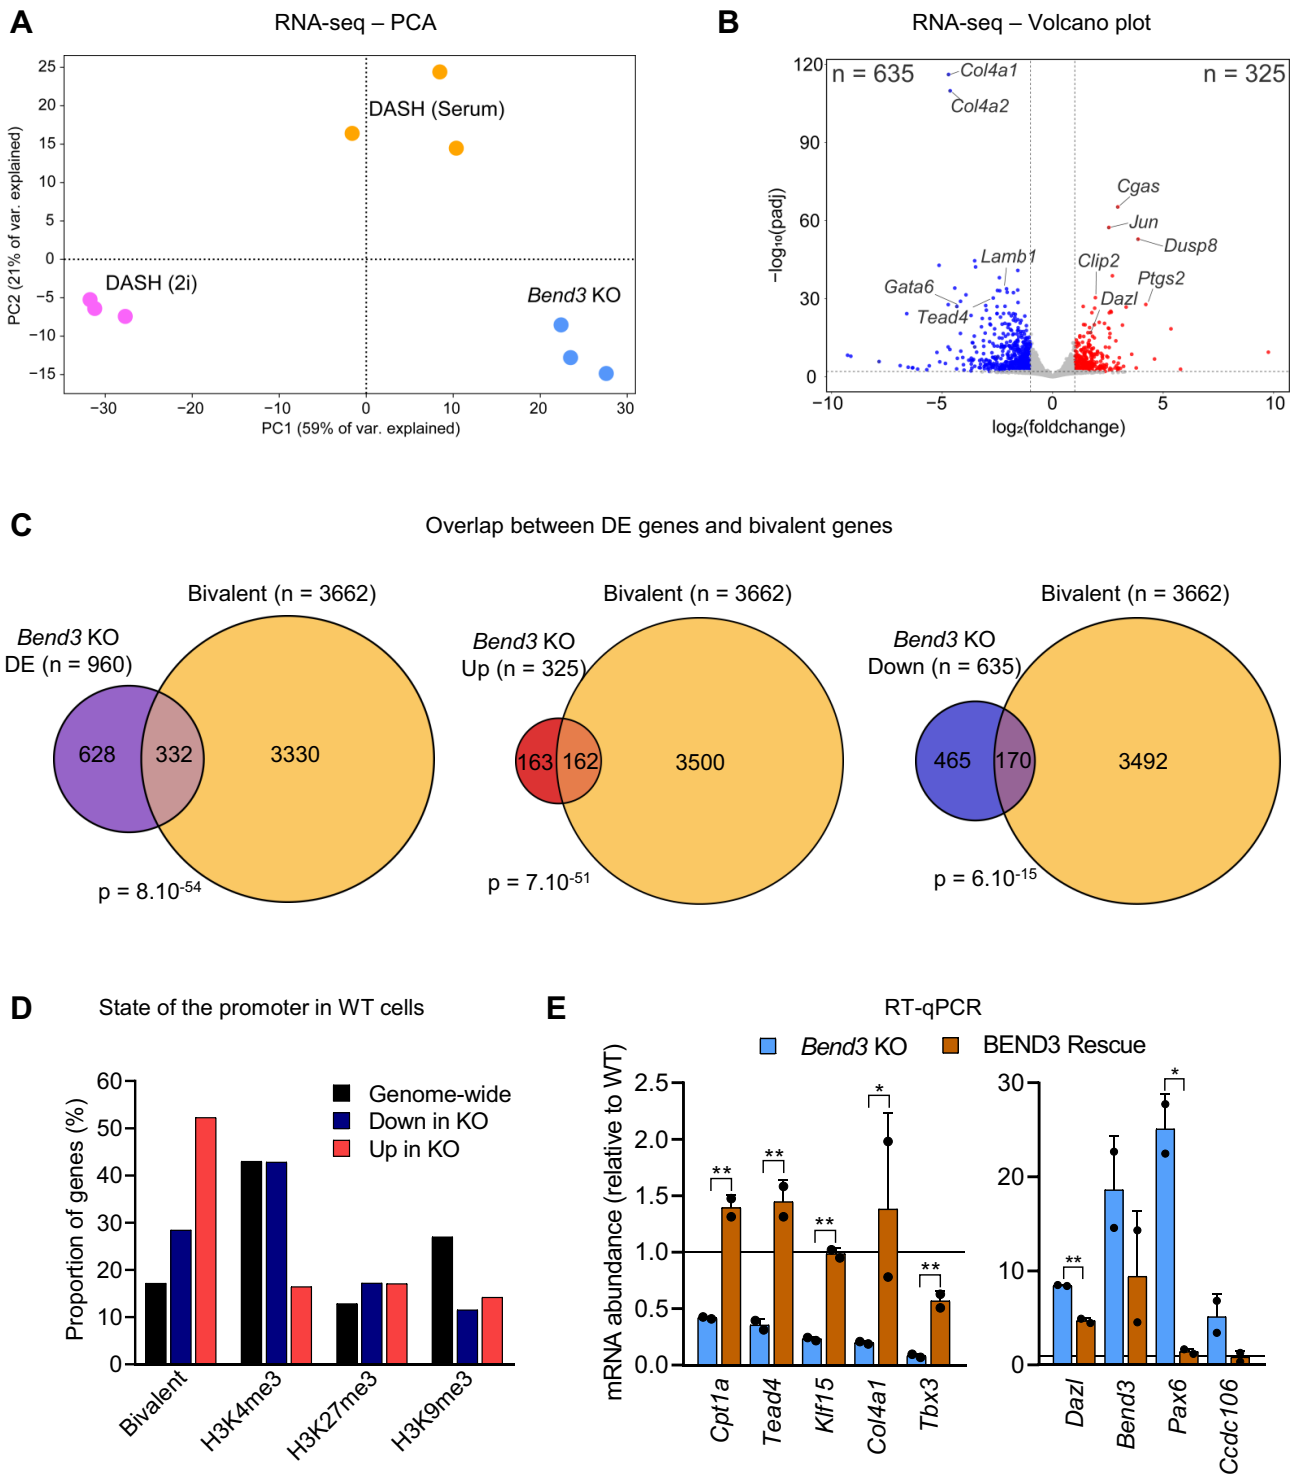 A
RNA-seq – PCA
25
20
15
10
5
0
−5
−10
−15
PC2 (21% of var. explained)
DASH (Serum)
DASH (2i)
Bend3 KO
−30
−20
−10
0
10
20
30
PC1 (59% of var. explained)
B
RNA-seq – Volcano plot
120
90
60
30
0
−log₁₀(padj)
n = 635
n = 325
Col4a1
Col4a2
Cgas
Jun
Dusp8
Lamb1
Clip2
Ptgs2
Gata6
Dazl
Tead4
−10
−5
0
5
10
log₂(foldchange)
C
Overlap between DE genes and bivalent genes
Bivalent (n = 3662)
Bend3 KO
DE (n = 960)
628
332
3330
p = 8.10⁻⁵⁴
Bivalent (n = 3662)
Bend3 KO
Up (n = 325)
163
162
3500
p = 7.10⁻⁵¹
Bivalent (n = 3662)
Bend3 KO
Down (n = 635)
465
170
3492
p = 6.10⁻¹⁵
D
State of the promoter in WT cells
Proportion of genes (%)
60
50
40
30
20
10
0
Genome-wide
Down in KO
Up in KO
Bivalent
H3K4me3
H3K27me3
H3K9me3
E
RT-qPCR
Bend3 KO
BEND3 Rescue
mRNA abundance (relative to WT)
2.5
2.0
1.5
1.0
0.5
0.0
**
**
**
*
**
Cpt1a
Tead4
Klf15
Col4a1
Tbx3
30
20
10
0
**
*
Dazl
Bend3
Pax6
Ccdc106